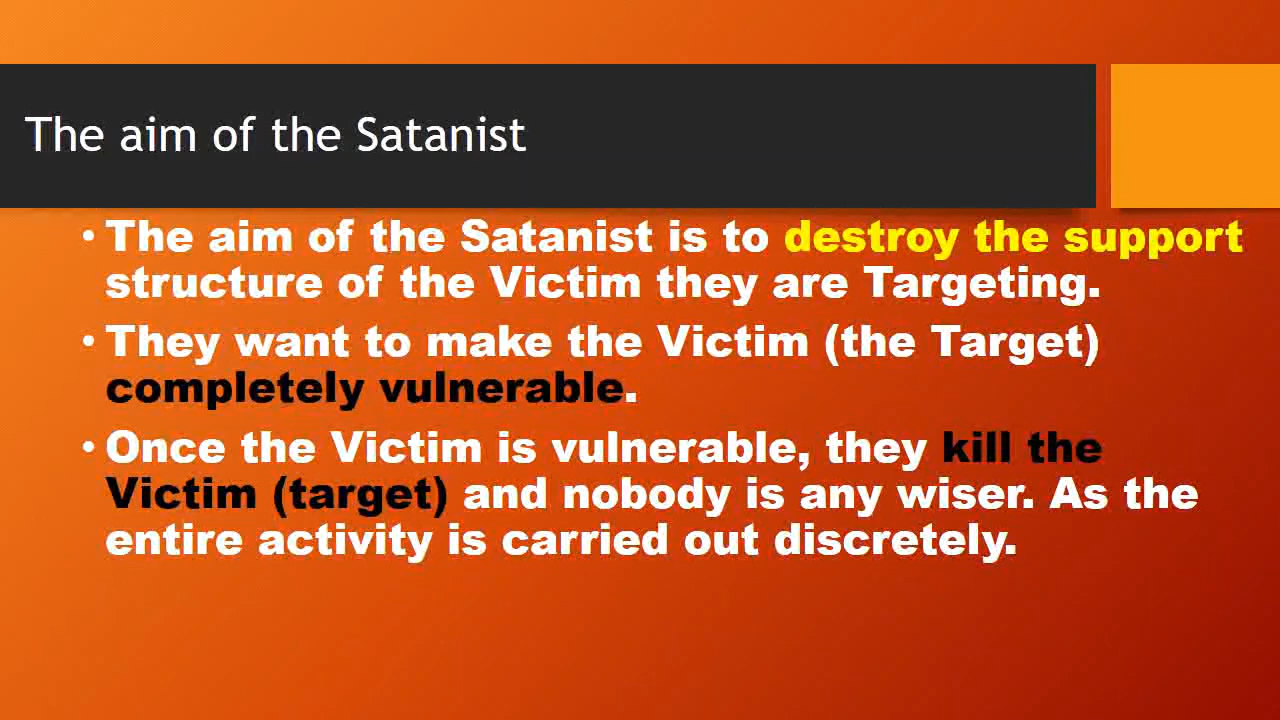 The aim of the Satanist
• The aim of the Satanist is to destroy the support
structure of the Victim they are Targeting.
• They want to make the Victim (the Target)
completely vulnerable.
• Once the Victim is vulnerable, they kill the
Victim (target) and nobody is any wiser. As the
entire activity is carried out discretely.